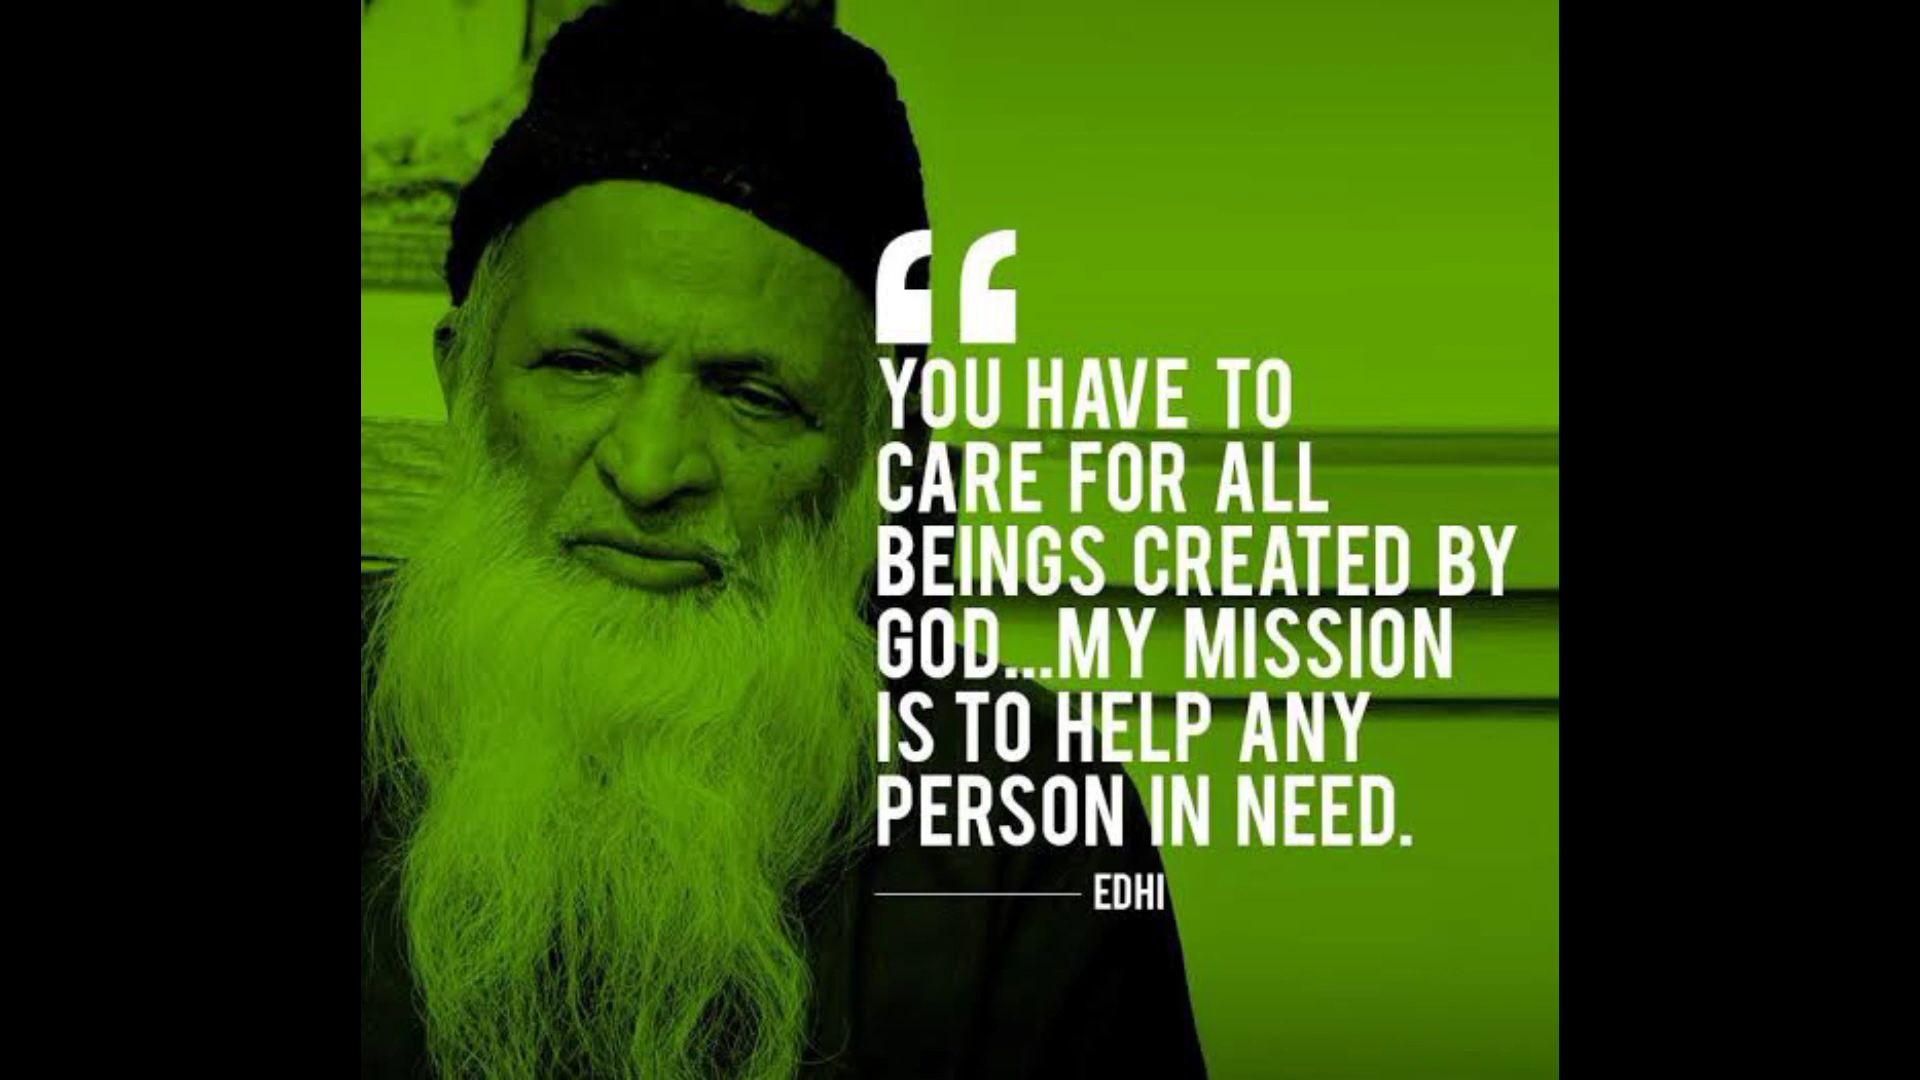 “
YOU HAVE TO
CARE FOR ALL
BEINGS CREATED BY
GOD...MY MISSION
IS TO HELP ANY
PERSON IN NEED.
EDHI